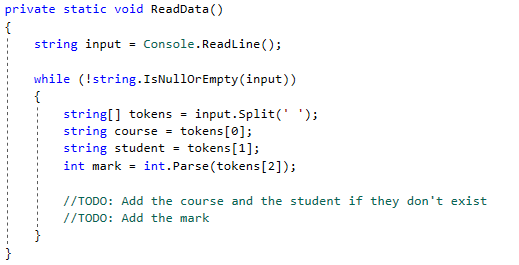 private static void ReadData()
{
    string input = Console.ReadLine();

    while (!string.IsNullOrEmpty(input))
    {
        string[] tokens = input.Split(' ');
        string course = tokens[0];
        string student = tokens[1];
        int mark = int.Parse(tokens[2]);

        //TODO: Add the course and the student if they don't exist
        //TODO: Add the mark
    }
}